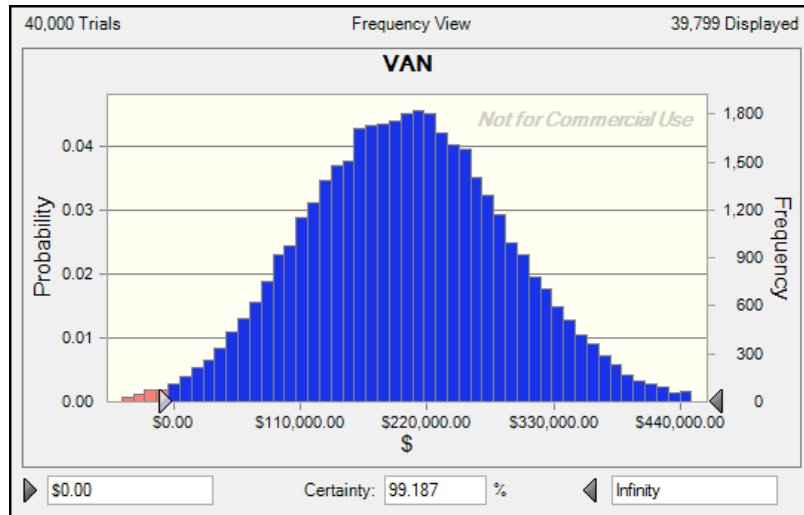 40,000 Trials Frequency View 39,799 Displayed
VAN
Not for Commercial Use
Probability
0.04
0.03
0.02
0.01
0.00
1,800
1,500
1,200
900
600
300
0
Frequency
$0.00 $110,000.00 $220,000.00 $330,000.00 $440,000.00
$
$0.00 Certainty: 99.187 % Infinity